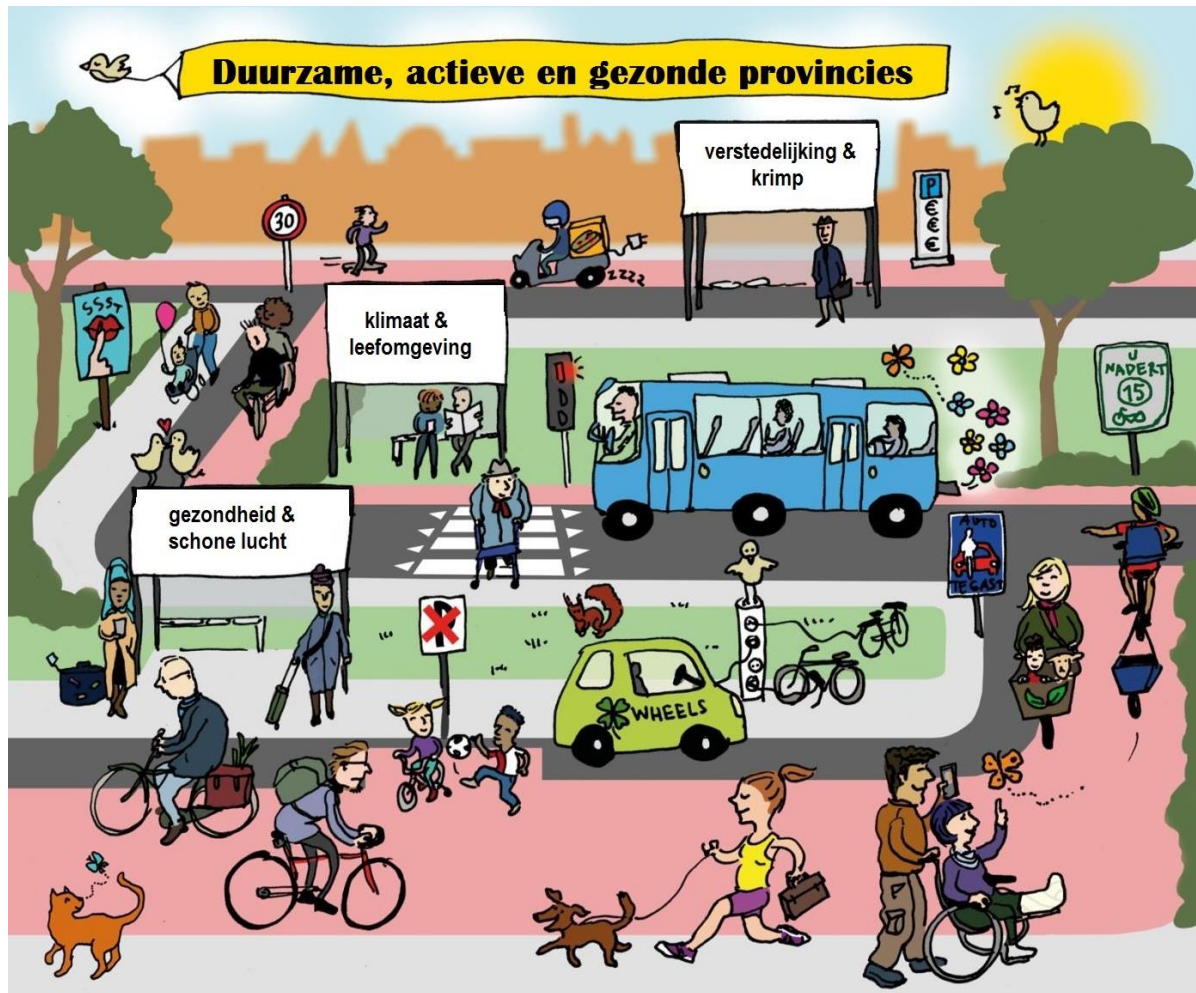 Duurzame, actieve en gezonde provincies
verstedelijking &
krimp
P
€
€
€
30
zzzz
SSST
klimaat &
leefomgeving
U
NADERT
15
gezondheid &
schone lucht
AUTO
TE GAST
P
WHEELS